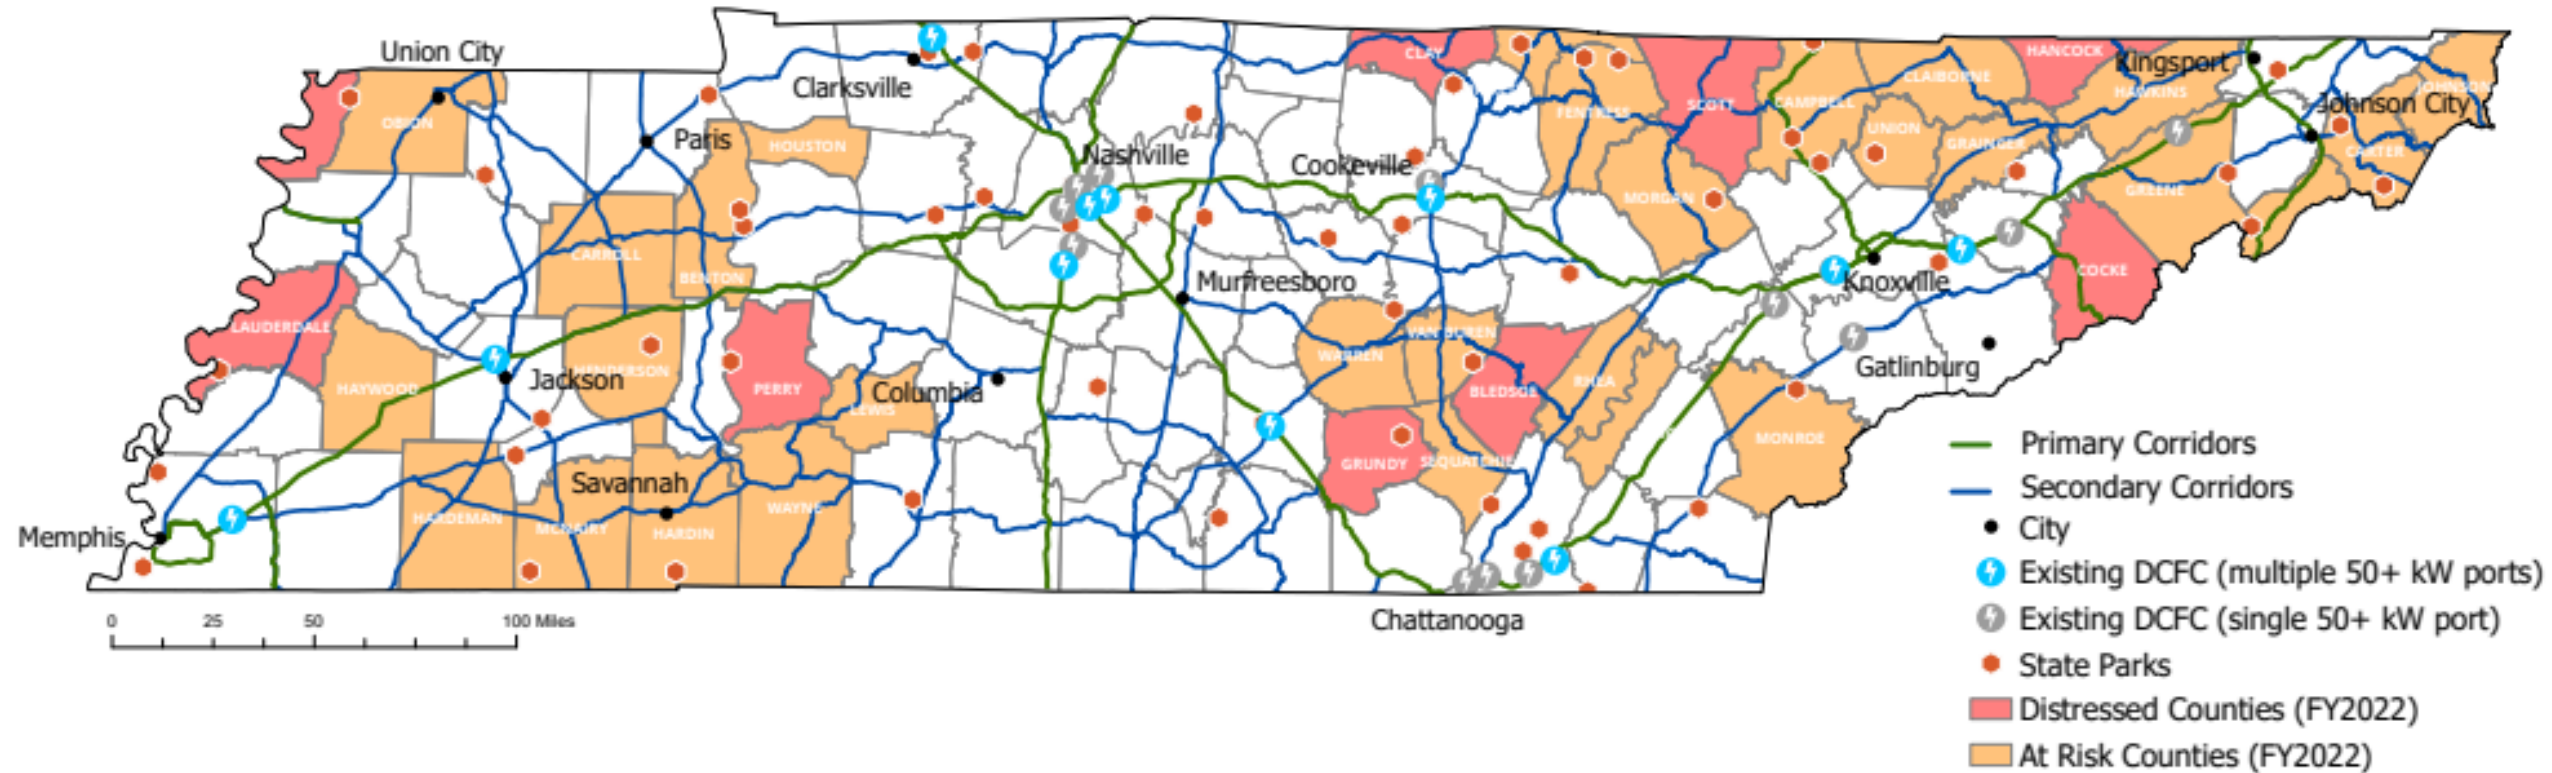 Union City
CLAY
HANCOCK
Kingsport
Clarksville
CLAIBORNE
HAWKINS
JOHNSON
OBION
FENTRESS
SCOTT
CAMPBELL
Johnson City
Paris
HOUSTON
UNION
GRAINGER
Nashville
Cookeville
CARTER
MORGAN
GREENE
CARROLL
BENTON
COCKE
Murfreesboro
Knoxville
LAUDERDALE
WARREN
VAN BUREN
HAYWOOD
HENDERSON
Jackson
PERRY
LEWIS
Columbia
BLEDSOE
RHEA
Gatlinburg
MONROE
GRUNDY
SEQUATCHIE
Savannah
HARDEMAN
MCNAIRY
HARDIN
WAYNE
Memphis
Chattanooga
0 25 50 100 Miles
Primary Corridors
Secondary Corridors
City
Existing DCFC (multiple 50+ kW ports)
Existing DCFC (single 50+ kW port)
State Parks
Distressed Counties (FY2022)
At Risk Counties (FY2022)